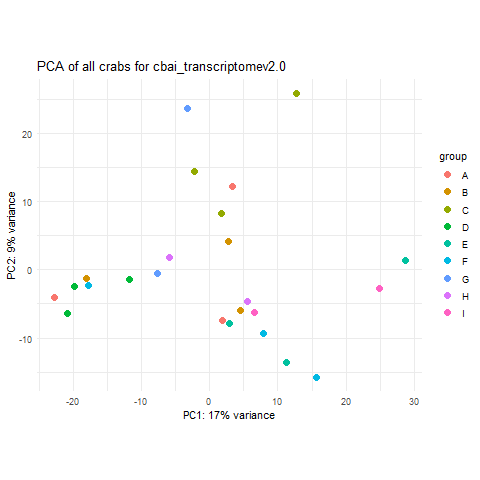 PCA of all crabs for cbai_transcriptomev2.0
20
10
0
-10
-20
-10
0
10
20
30
PC1: 17% variance
PC2: 9% variance
group
A
B
C
D
E
F
G
H
I